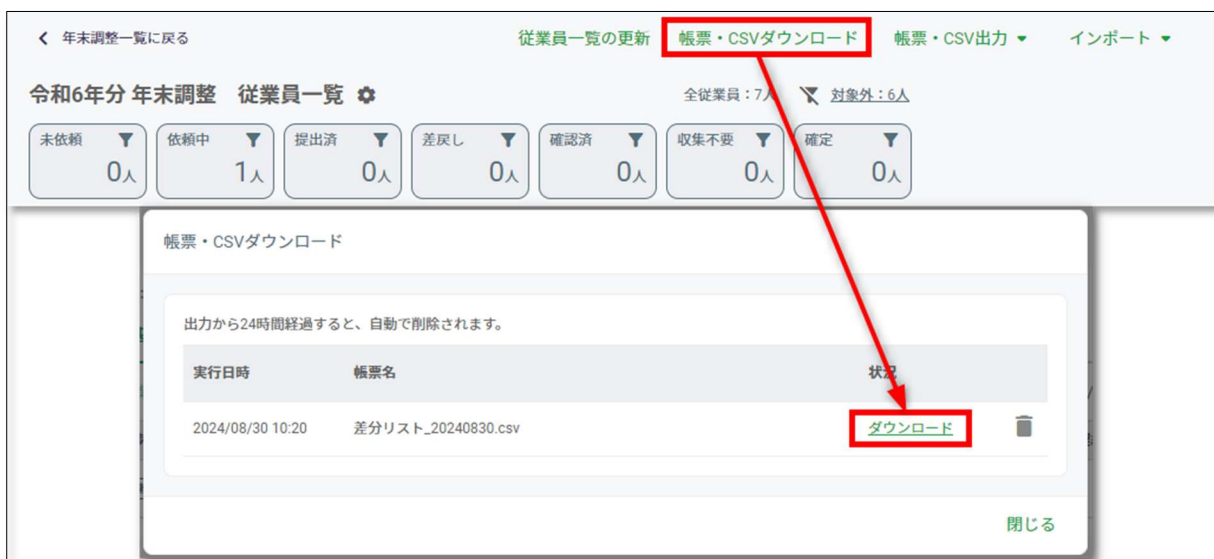 年末調整一覧に戻る
従業員一覧の更新 帳票・CSVダウンロード 帳票・CSV出力 インポート
令和6年分 年末調整 従業員一覧
全従業員:7人 対象外:6人
未依頼 依頼中 提出済 差戻し 確認済 収集不要 確定
0人 1人 0人 0人 0人 0人 0人
帳票・CSVダウンロード
出力から24時間経過すると、自動で削除されます。
実行日時 帳票名 状況
2024/08/30 10:20 差分リスト_20240830.csv ダウンロード
閉じる